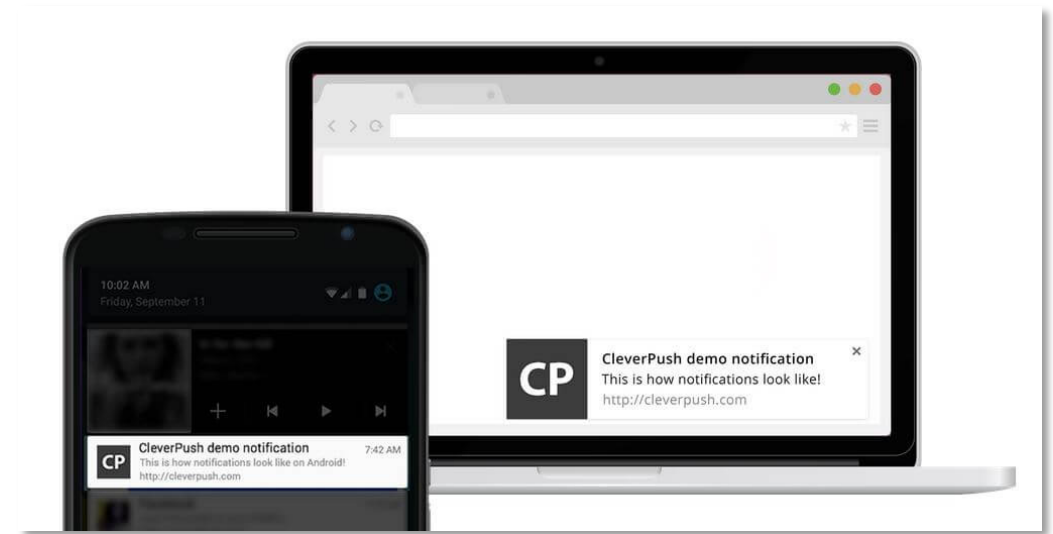 10:02 AM
Friday, September 11
CP
CleverPush demo notification
7:42 AM
This is how notifications look like on Android!
http://cleverpush.com
CP
CleverPush demo notification
This is how notifications look like!
http://cleverpush.com